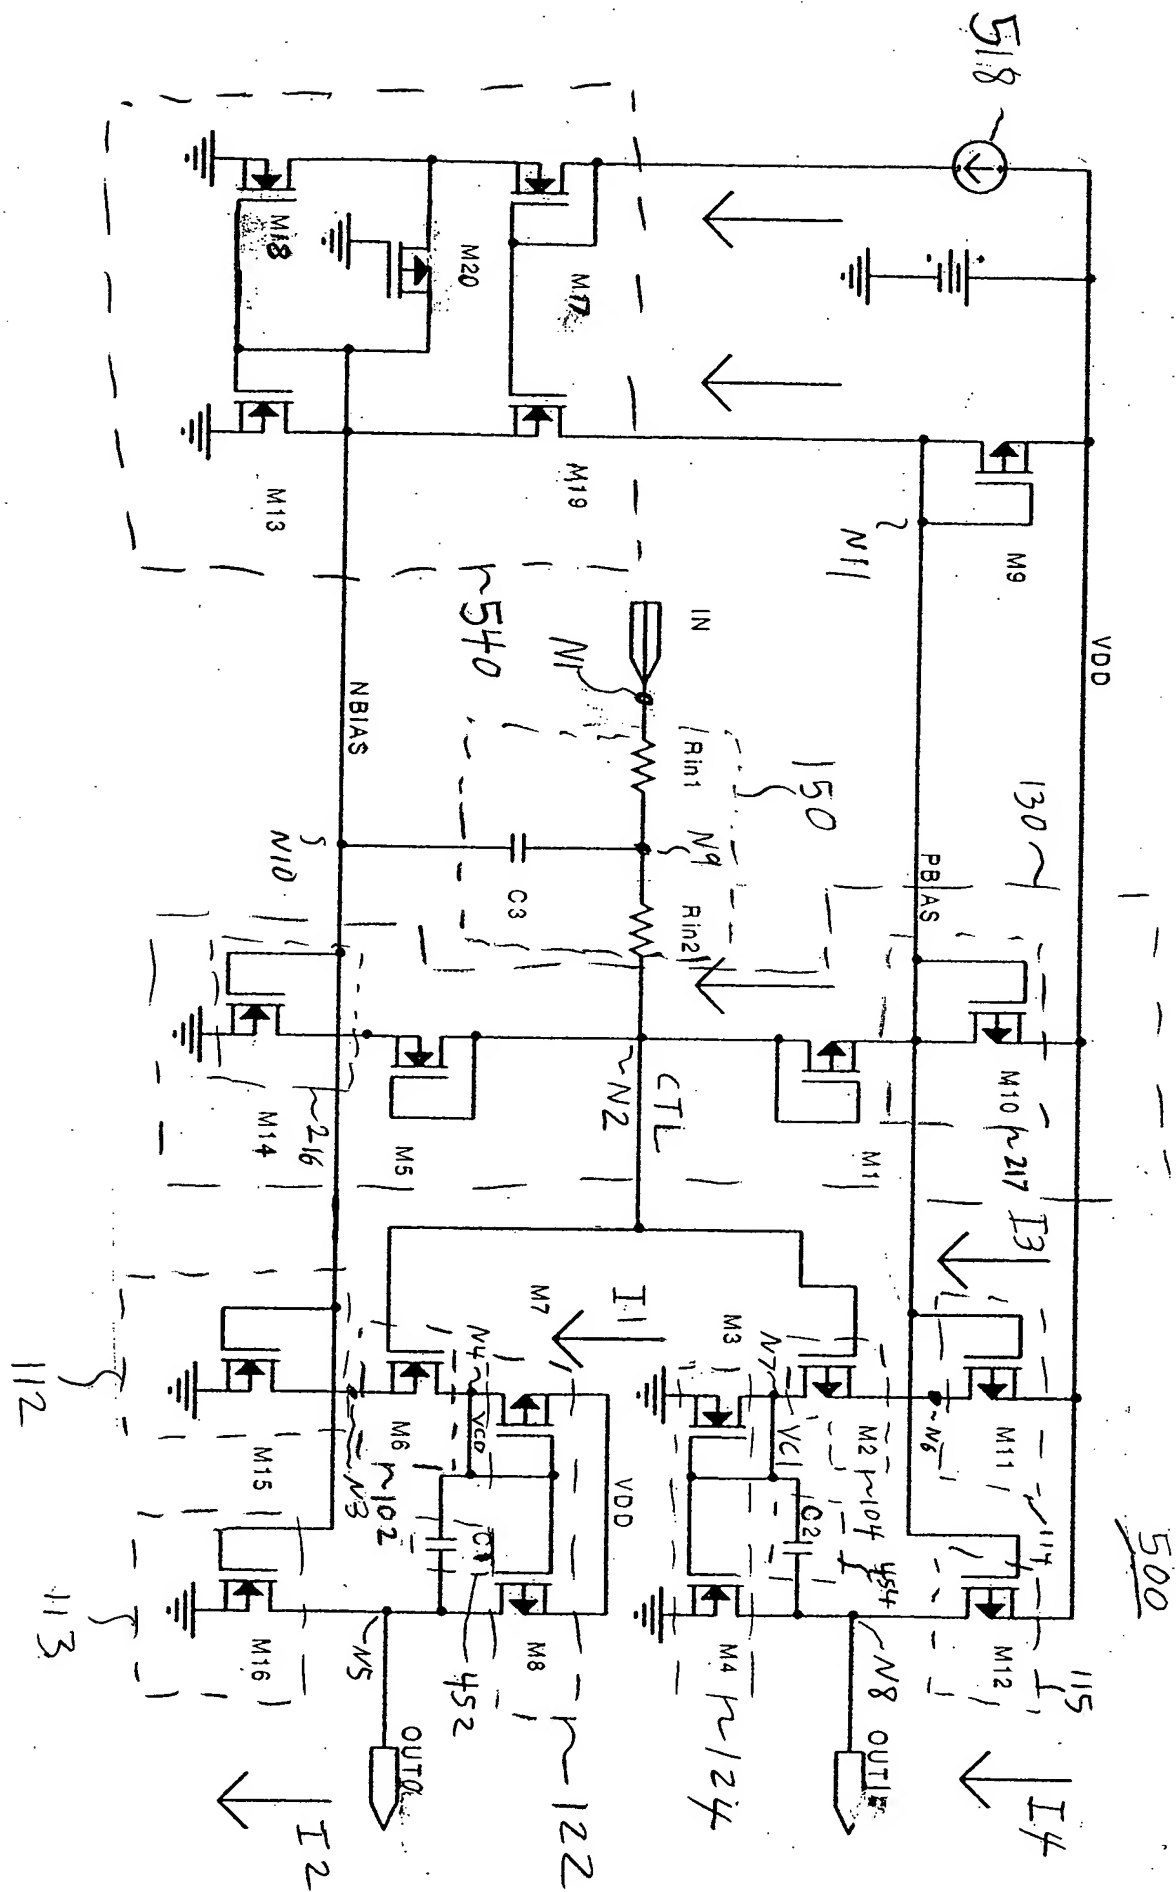 500
518
VDD
M9
N11
PBIAS
130
M10
217
I3
M11
N6
114
M12
115
I4
M1
M2
104
454
C2
N8
OUT1
N7
VC1
M3
M4
124
IN
N1
Rin1
150
N9
Rin2
C3
CTL
N2
I1
VDD
M7
M8
122
N4
VC0
C1
452
M17
M19
M20
M18
M13
540
NBIAS
N10
M5
M14
216
M6
102
N3
M15
112
N5
OUT0
M16
113
I2